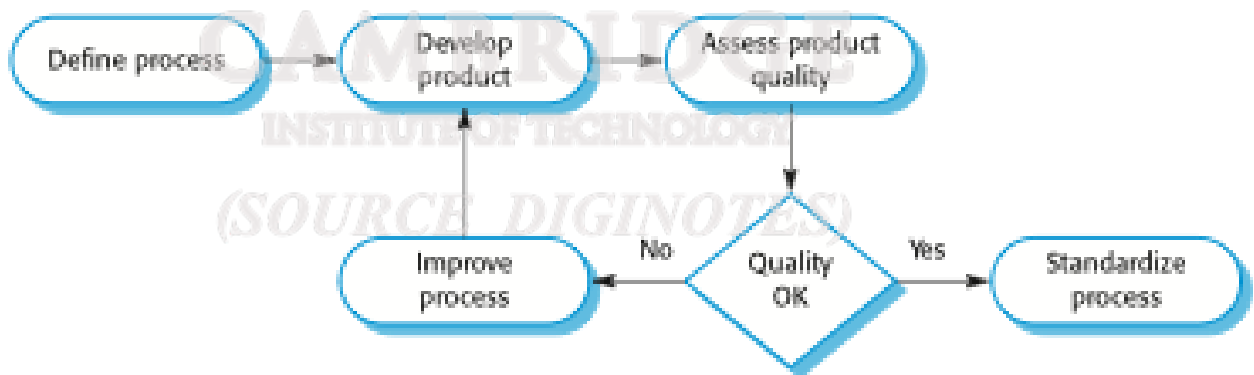 CAMBRIDGE
INSTITUTE OF TECHNOLOGY
(SOURCE DIGINOTES)
Define process
Develop
product
Assess product
quality
Improve
process
No
Quality
OK
Yes
Standardize
process